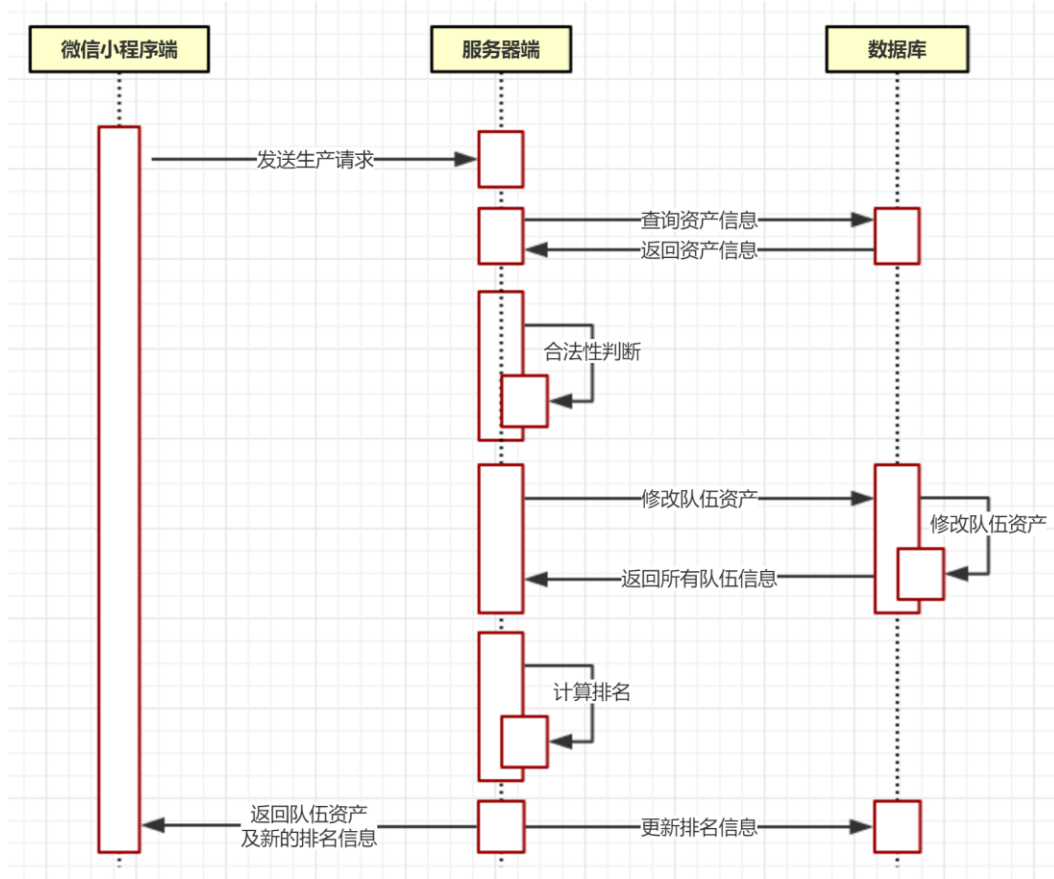 微信小程序端
服务器端
数据库
发送生产请求
查询资产信息
返回资产信息
合法性判断
修改队伍资产
修改队伍资产
返回所有队伍信息
计算排名
返回队伍资产
及新的排名信息
更新排名信息